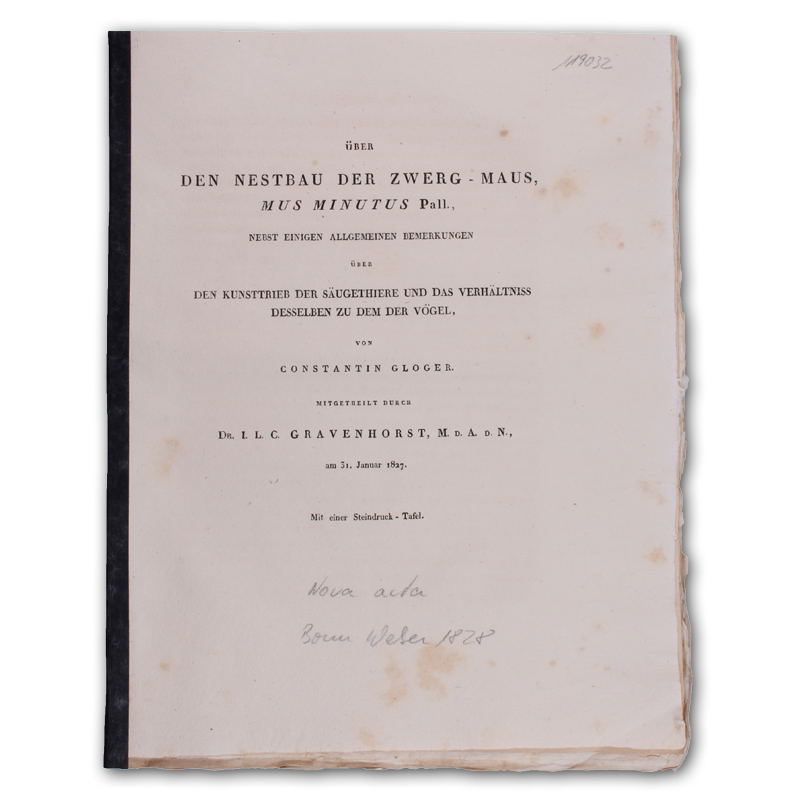 119032
ÜBER
DEN NESTBAU DER ZWERG - MAUS,
MUS MINUTUS Pall.,
NEBST EINIGEN ALLGEMEINEN BEMERKUNGEN
ÜBER
DEN KUNSTTRIEB DER SÄUGETHIERE UND DAS VERHÄLTNISS
DESSELBEN ZU DEM DER VÖGEL,
VON
CONSTANTIN GLOGER.
MITGETHEILT DURCH
DR. I. L. C. GRAVENHORST, M. D. A. D. N.,
am 31. Januar 1827.
Mit einer Steindruck - Tafel.
Nova acta
Bonn Weber 1828